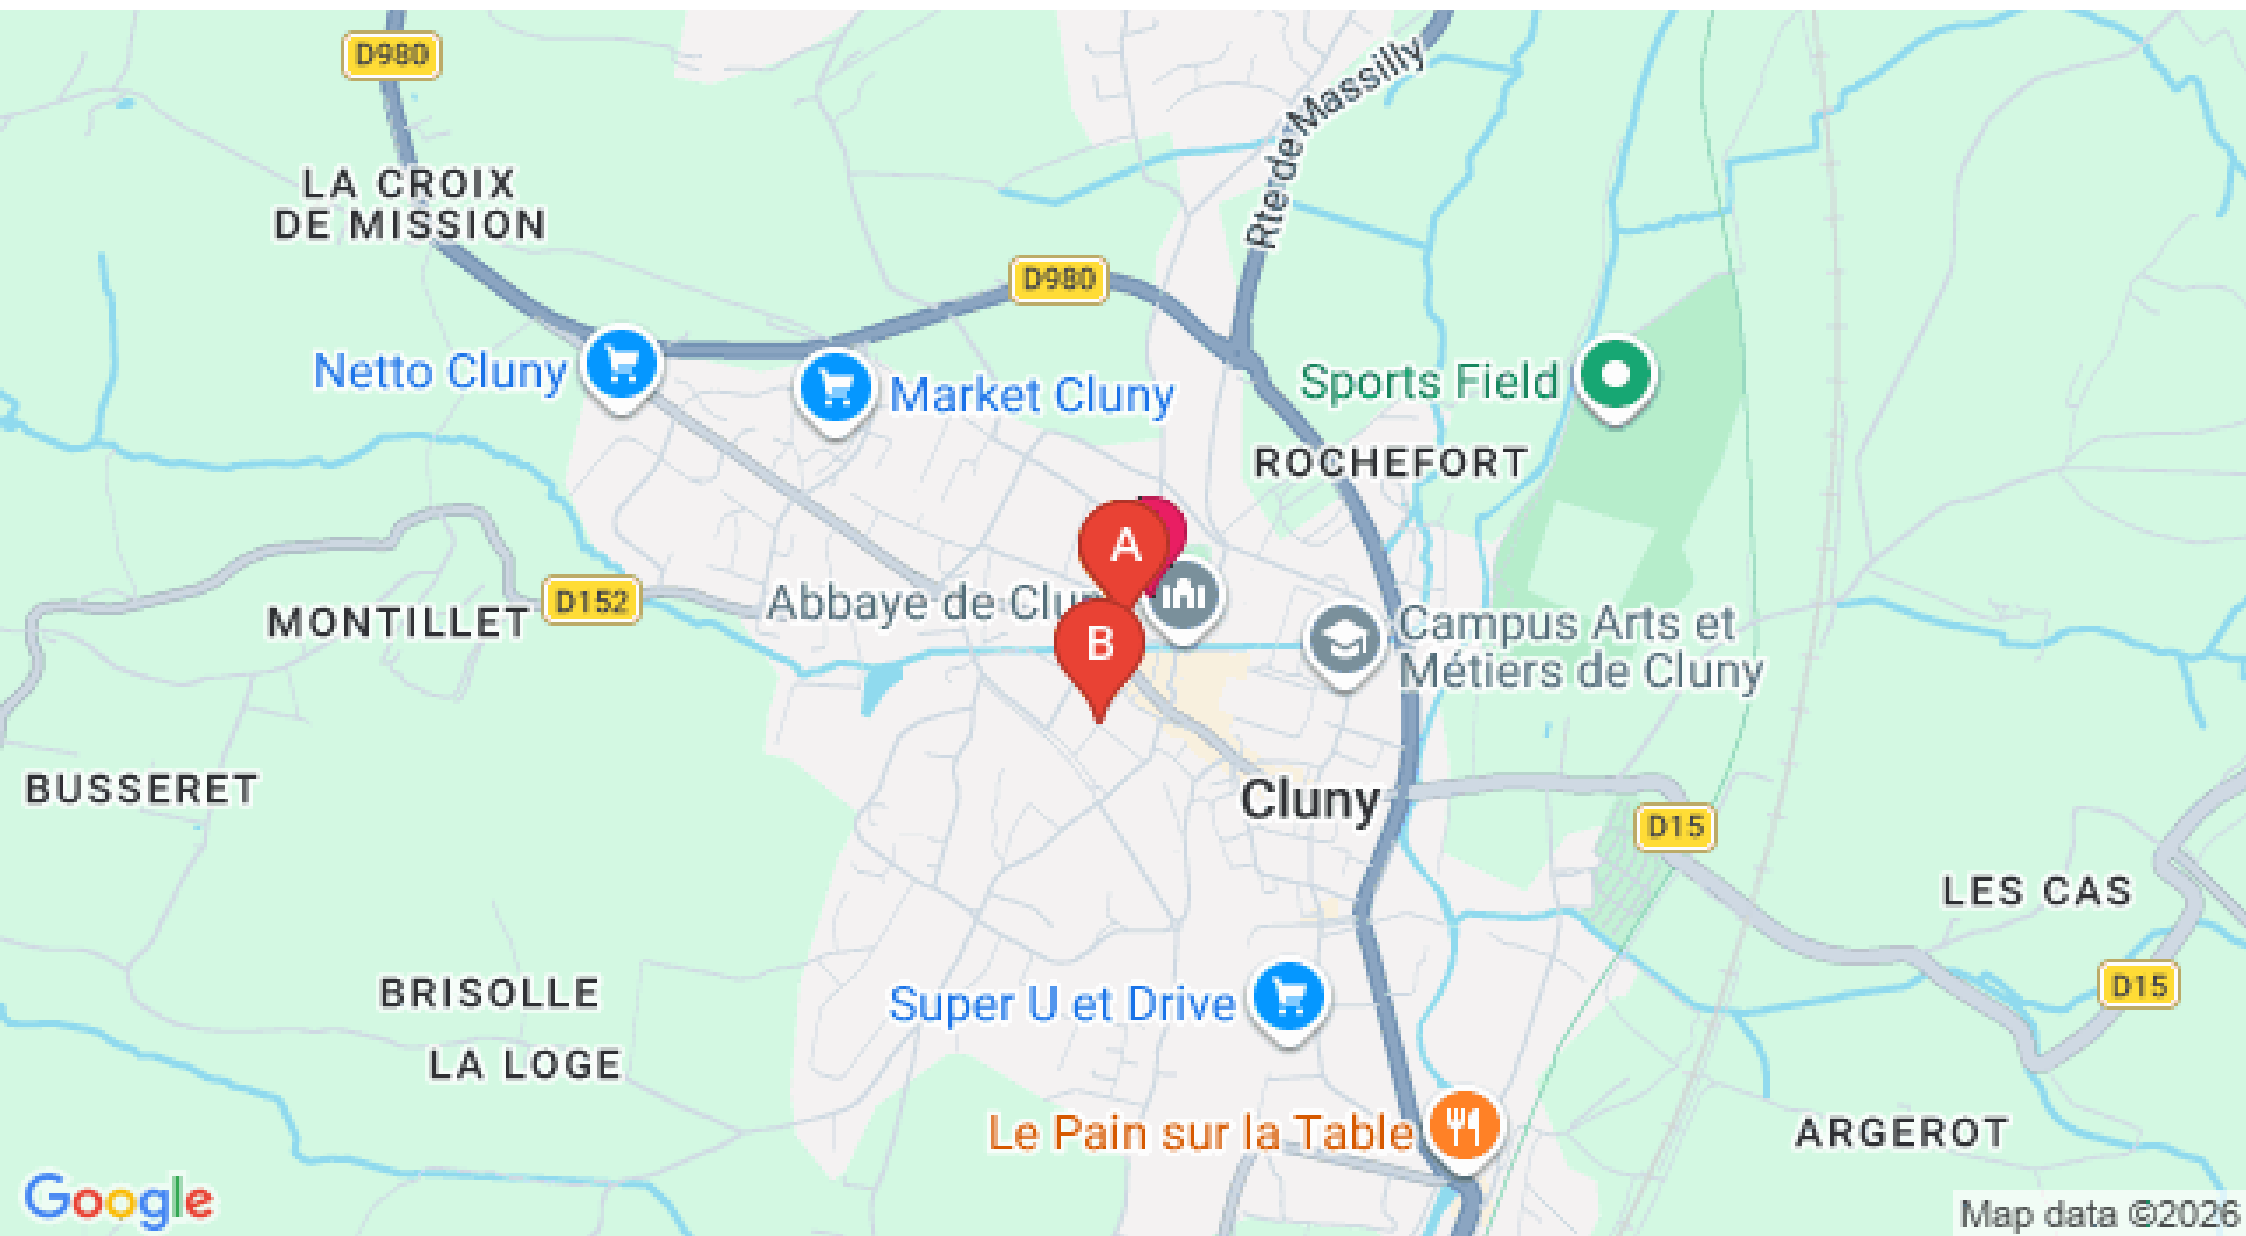 D980
Rte de Massilly
LA CROIX
DE MISSION
D980
Netto Cluny
Market Cluny
Sports Field
ROCHEFORT
A
Abbaye de Clun
D152
MONTILLET
B
Campus Arts et
Métiers de Cluny
BUSSERET
Cluny
D15
LES CAS
D15
BRISOLLE
Super U et Drive
LA LOGE
Le Pain sur la Table
ARGEROT
Google
Map data ©2026